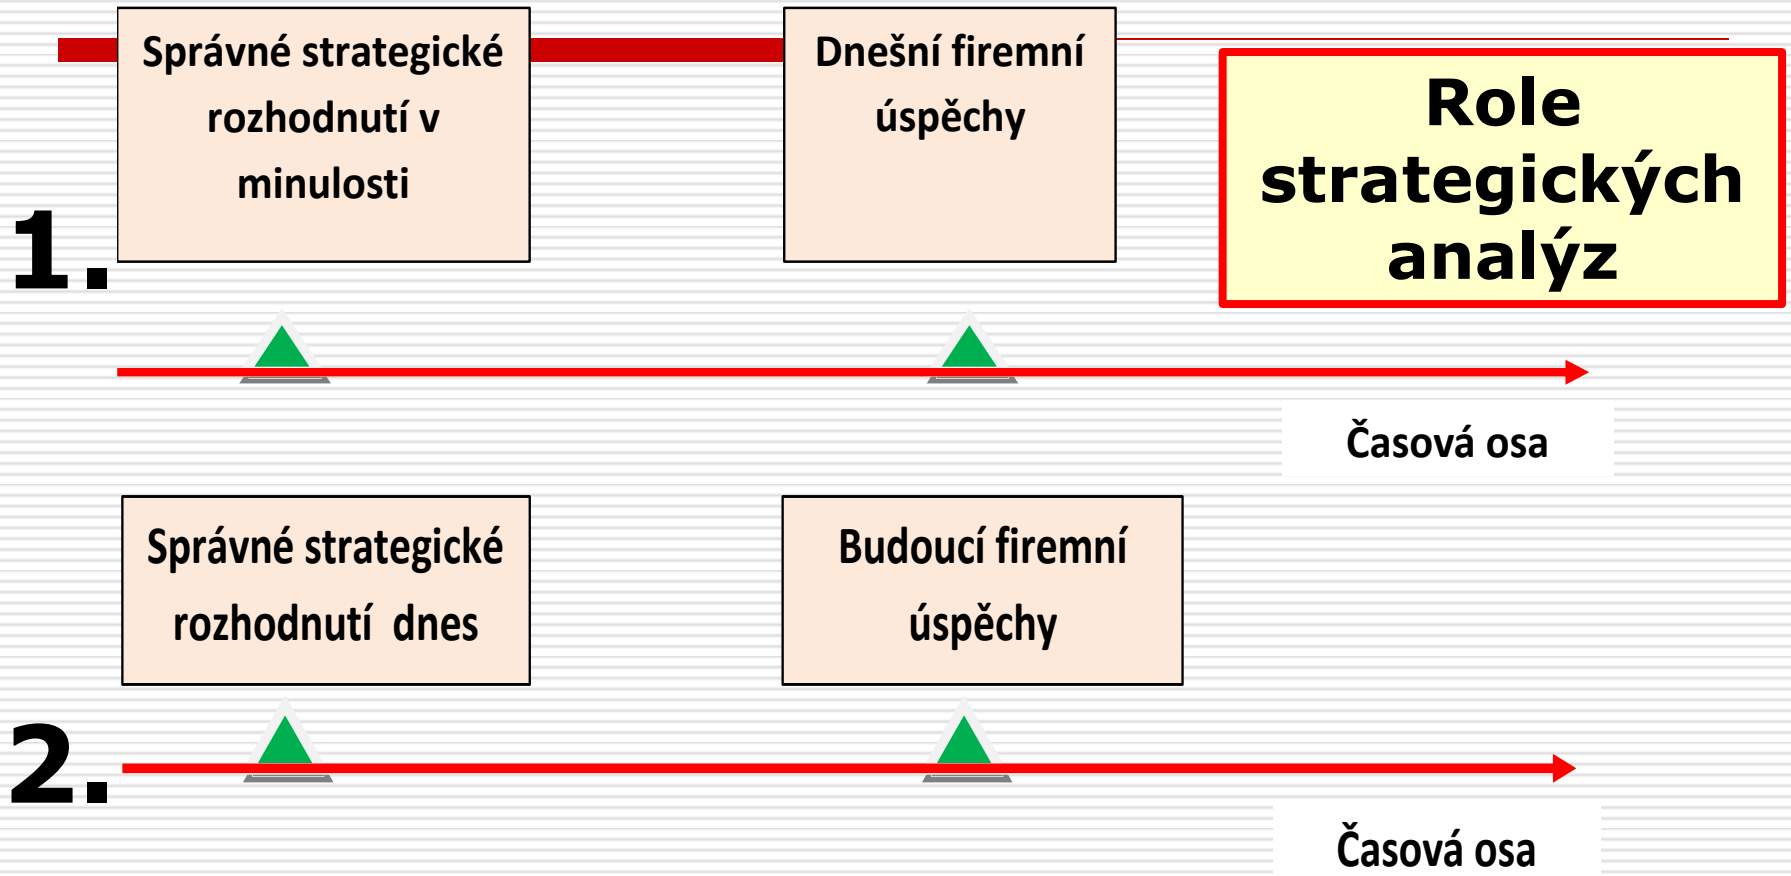 Správné strategické
rozhodnutí v
minulosti
Dnešní firemní
úspěchy
Role
strategických
analýz
1.
Časová osa
Správné strategické
rozhodnutí  dnes
Budoucí firemní
úspěchy
2.
Časová osa